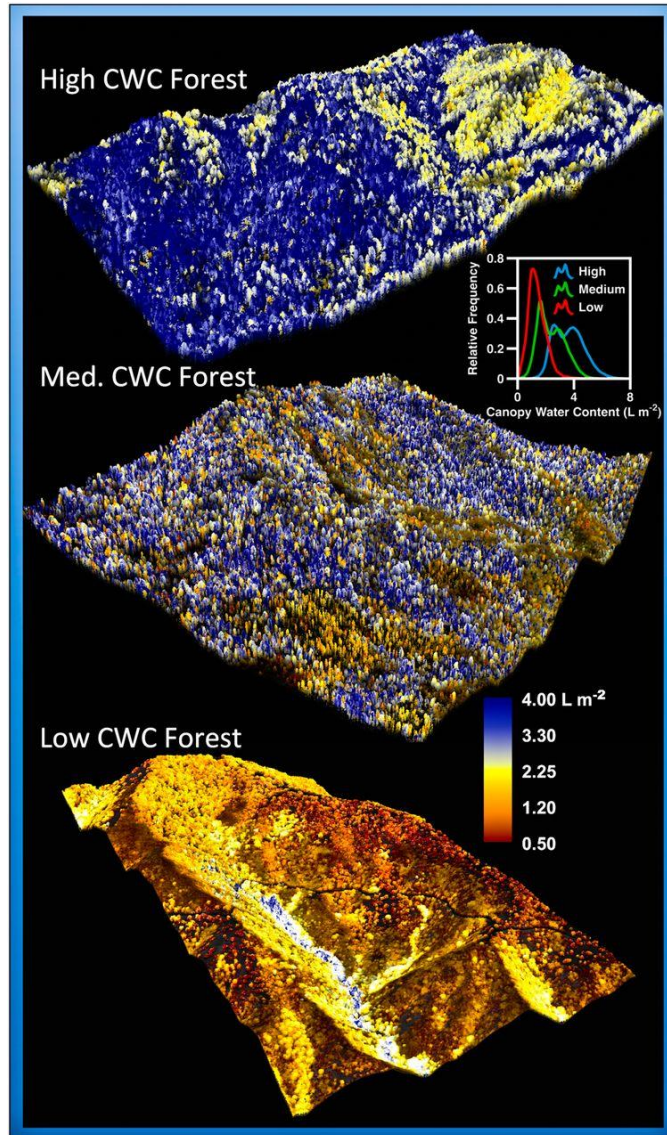 High CWC Forest
0.8
0.6
0.4
0.2
0
High
Medium
Low
Relative Frequency
0 4 8
Canopy Water Content (L m-2)
Med. CWC Forest
4.00 L m-2
3.30
2.25
1.20
0.50
Low CWC Forest